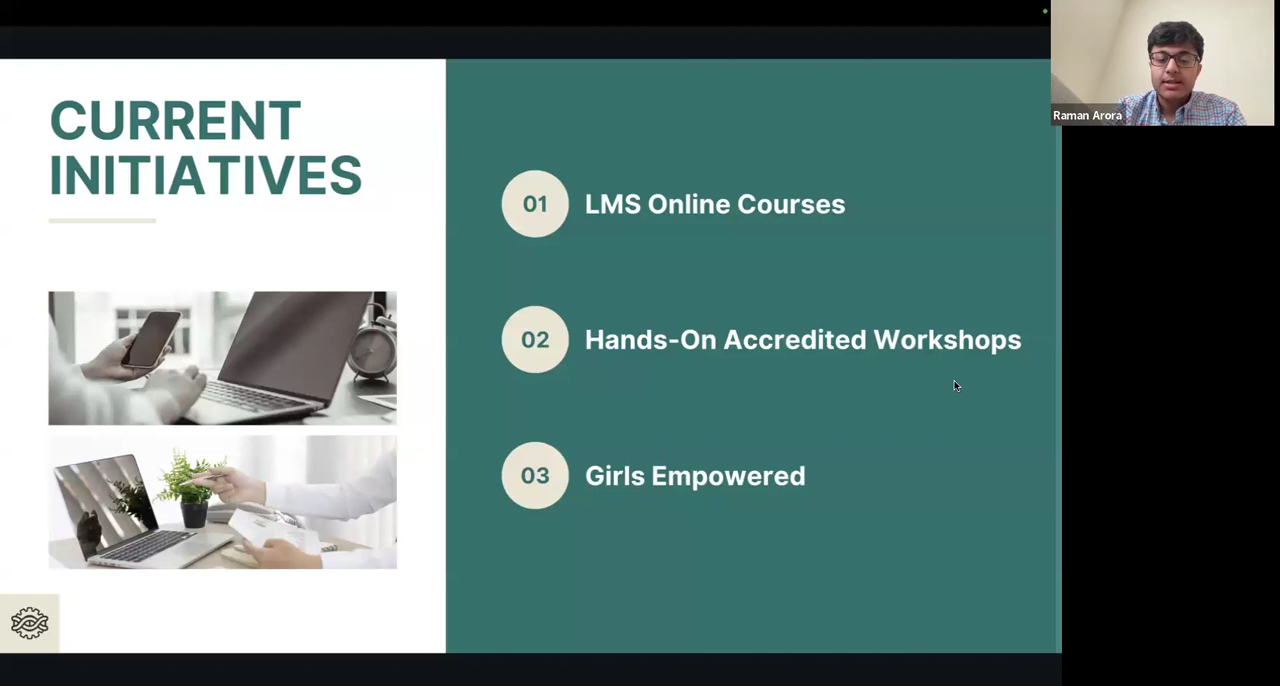 CURRENT
INITIATIVES
01
LMS Online Courses
02
Hands-On Accredited Workshops
03
Girls Empowered
Raman Arora